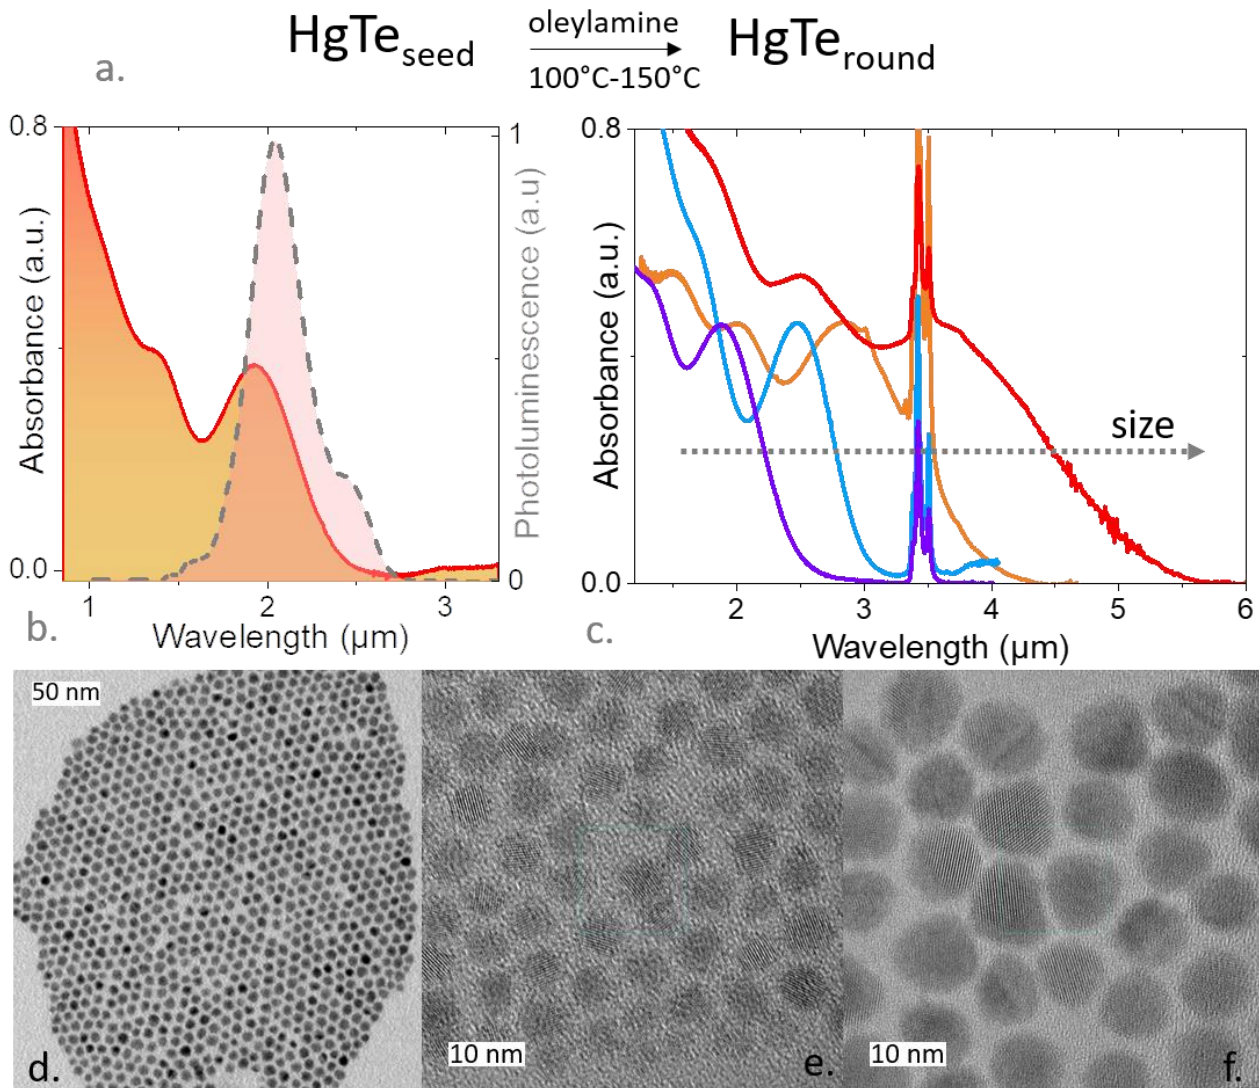 HgTe seed
oleylamine
100°C-150°C
HgTe round
a.
0.8
0.0
Absorbance (a.u.)
1
0
Photoluminescence (a.u)
1 2 3
Wavelength (µm)
b.
0.8
0.0
Absorbance (a.u.)
size
2 3 4 5 6
Wavelength (µm)
c.
50 nm
d.
10 nm
e.
10 nm
f.